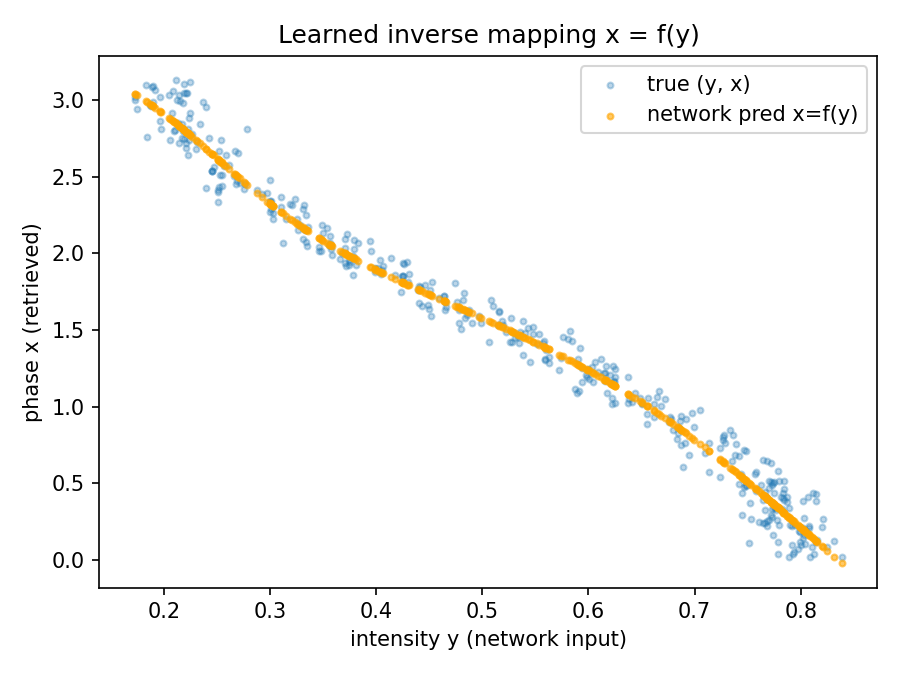 Learned inverse mapping x = f(y)
true (y, x)
network pred x=f(y)
phase x (retrieved)
3.0
2.5
2.0
1.5
1.0
0.5
0.0
0.2 0.3 0.4 0.5 0.6 0.7 0.8
intensity y (network input)